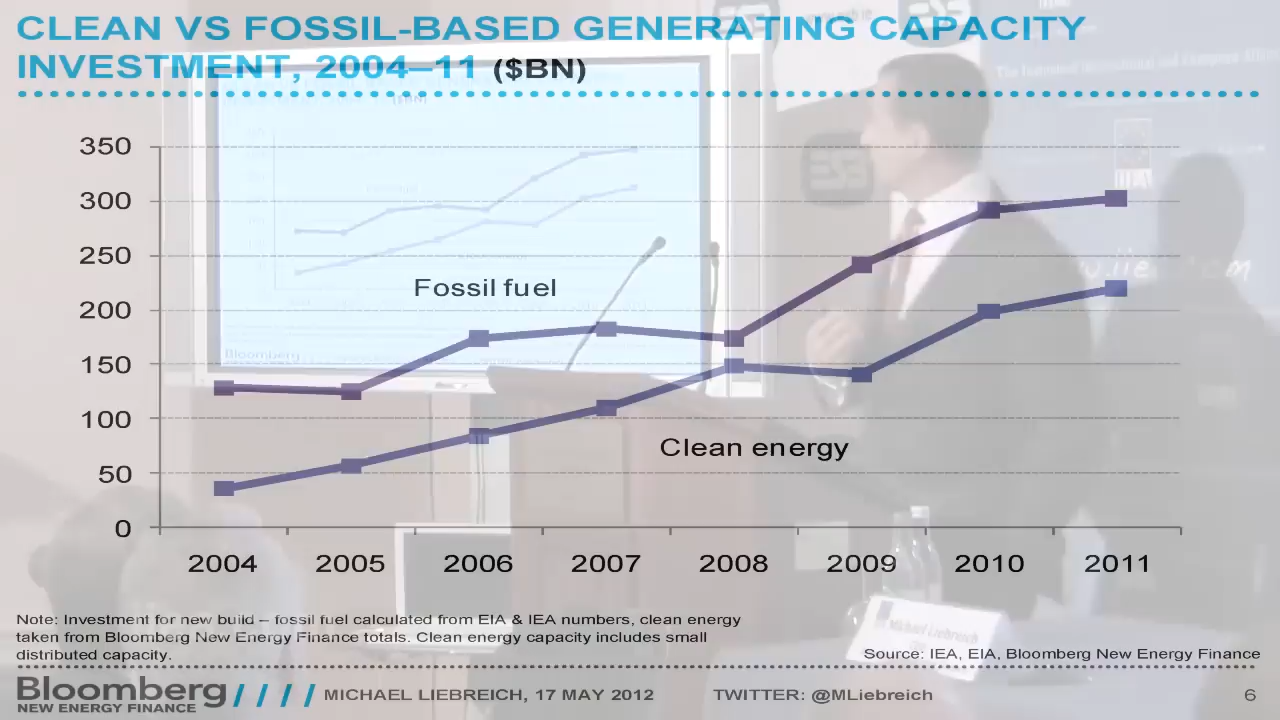 CLEAN VS FOSSIL-BASED GENERATING CAPACITY
INVESTMENT, 2004–11 ($BN)
350
300
250
200
150
100
50
0
Fossil fuel
Clean energy
2004 2005 2006 2007 2008 2009 2010 2011
Note: Investment for new build – fossil fuel calculated from EIA & IEA numbers, clean energy
taken from Bloomberg New Energy Finance totals. Clean energy capacity includes small
distributed capacity.
Source: IEA, EIA, Bloomberg New Energy Finance
Bloomberg
NEW ENERGY FINANCE
MICHAEL LIEBREICH, 17 MAY 2012 TWITTER: @MLiebreich 6
Michael Liebreich
Bloomberg